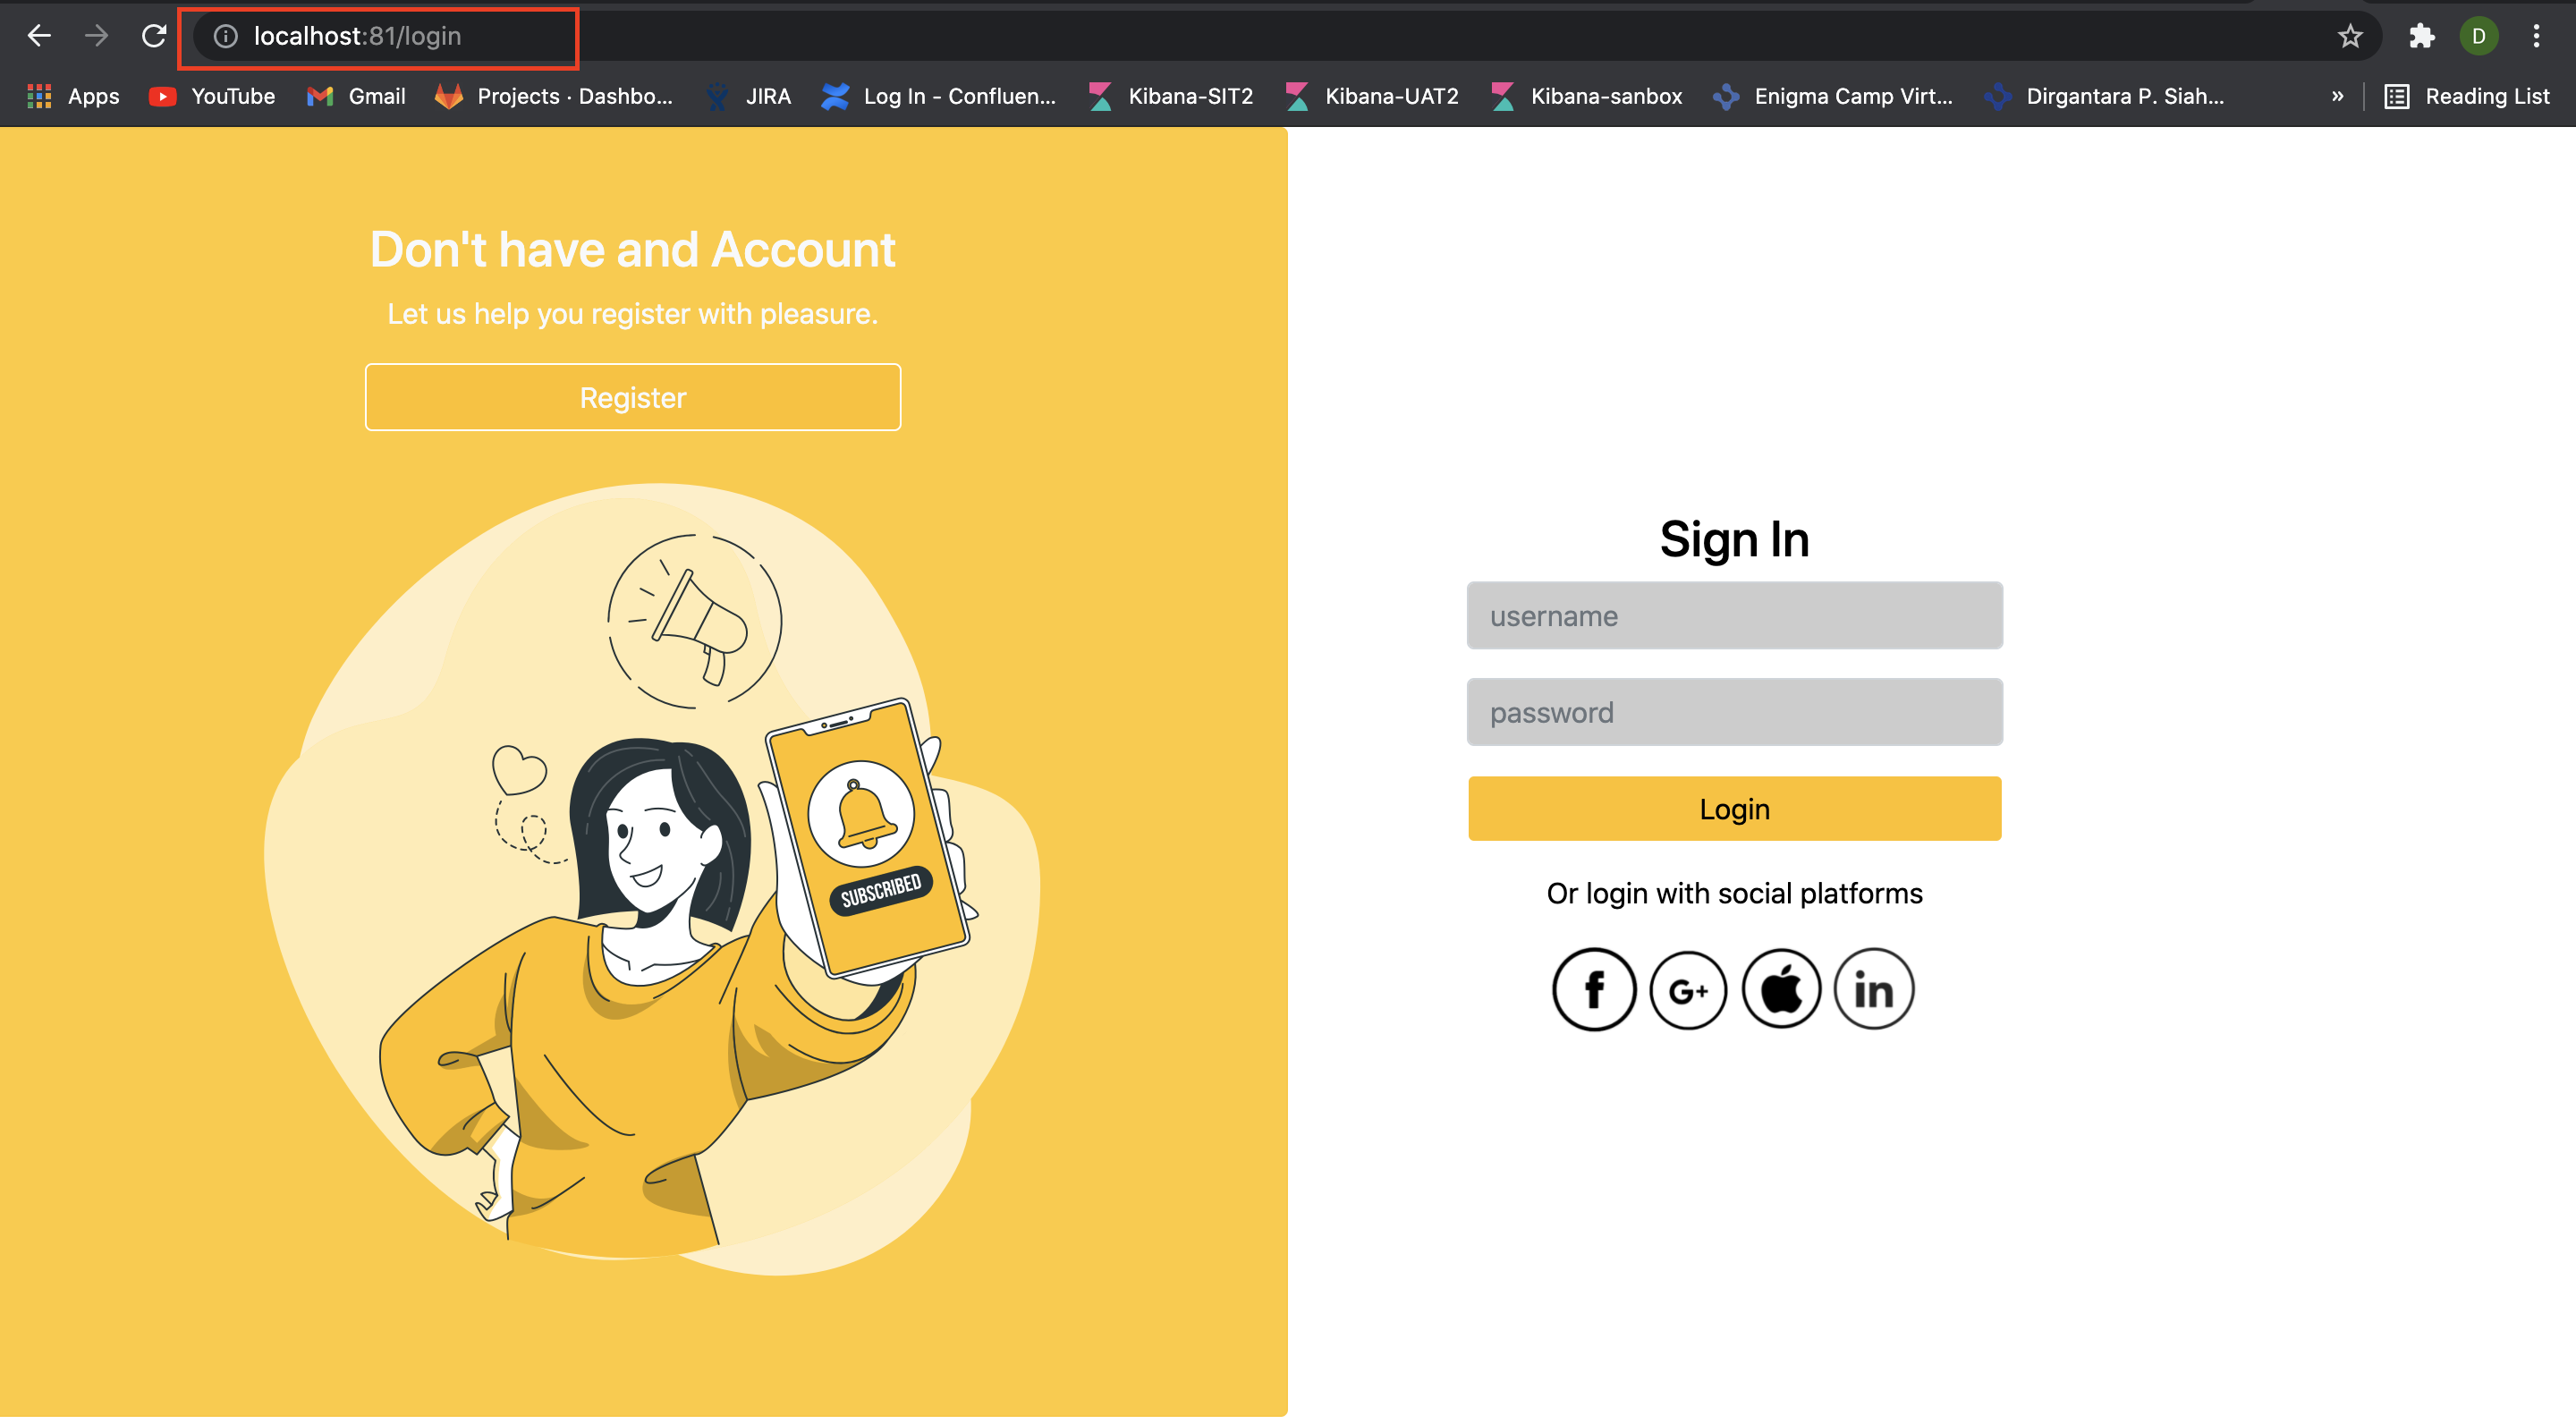 localhost:81/login
D
Apps YouTube Gmail Projects · Dashbo... JIRA Log In - Confluen... Kibana-SIT2 Kibana-UAT2 Kibana-sanbox Enigma Camp Virt... Dirgantara P. Siah... » Reading List
Don't have and Account
Let us help you register with pleasure.
Register
SUBSCRIBED
Sign In
username
password
Login
Or login with social platforms
f G+ in